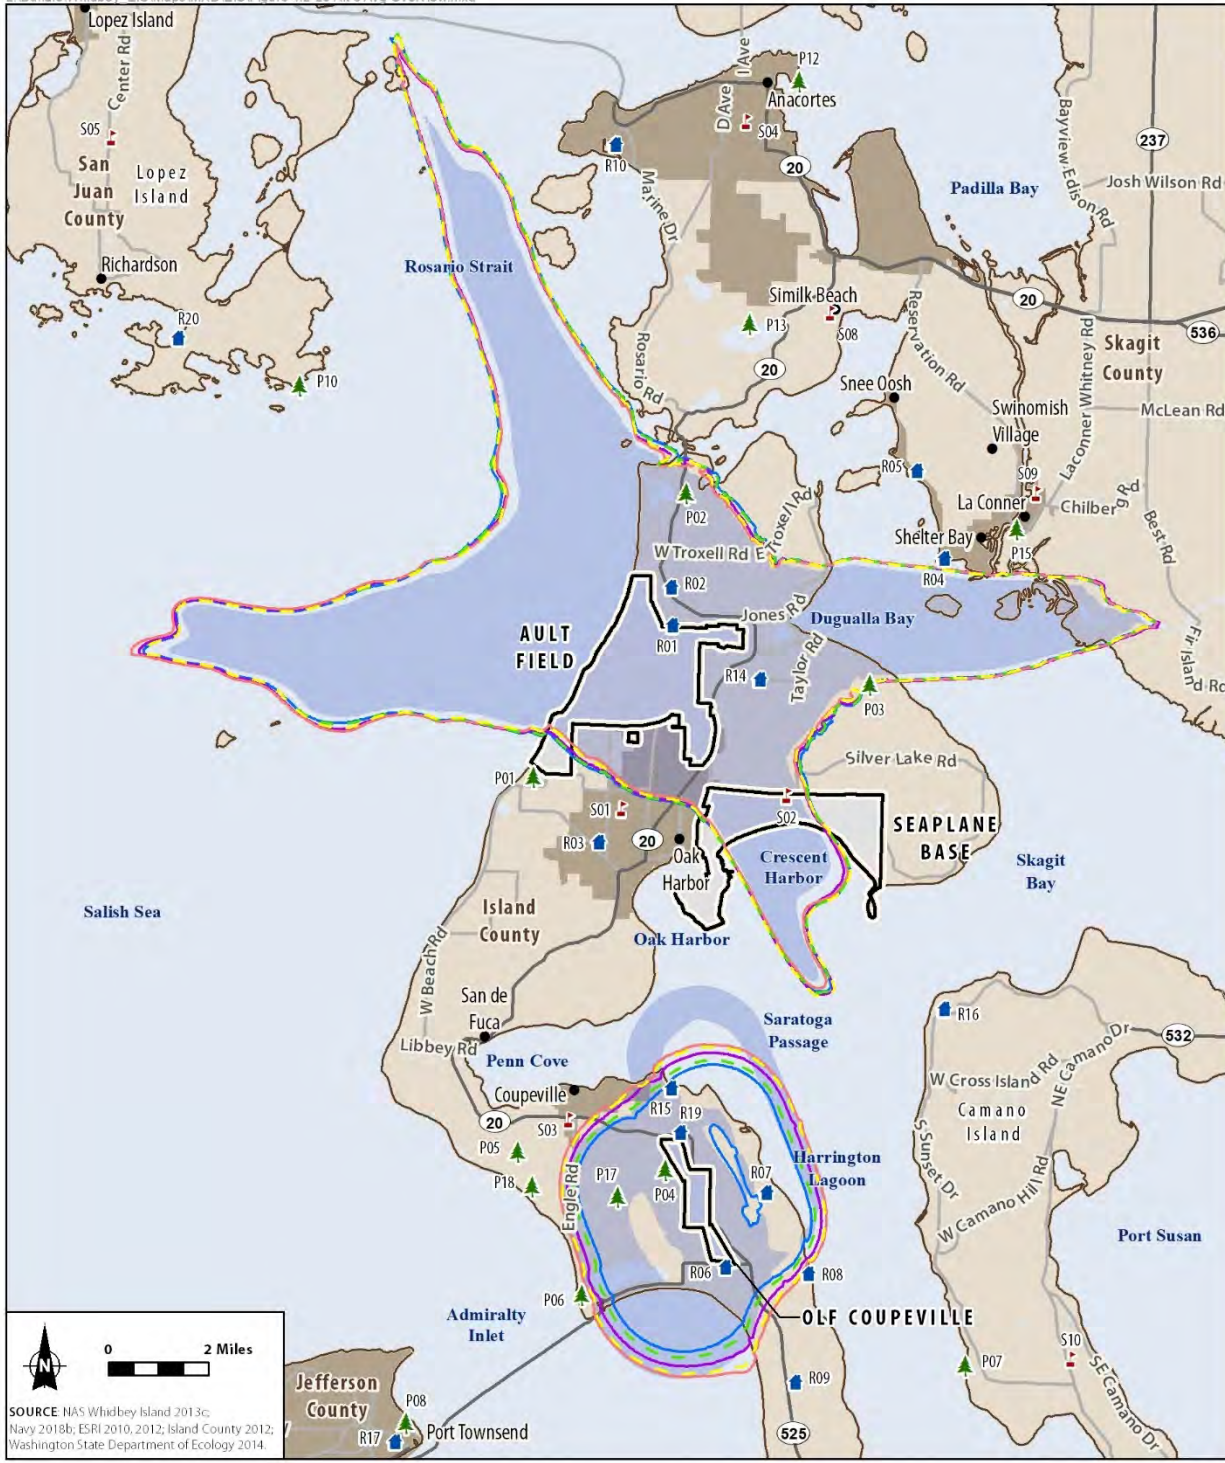 Lopez Island
Center Rd
S05
San
Juan
County
Lopez
Island
Richardson
R20
P10
Rosario Strait
I Ave
D Ave
P12
Anacortes
S04
R10
20
Marine Dr
Padilla Bay
Bayview Edison Rd
237
Josh Wilson Rd
Similk Beach
P13
S08
20
Rosario Rd
20
536
Reservation Rd
Skagit
County
Laconner Whitney Rd
McLean Rd
Snee Oosh
Swinomish
Village
R05
S09
La Conner
Chilberg Rd
Best Rd
Shelter Bay
P15
R04
P02
W Troxell Rd
E Troxell Rd
R02
Jones Rd
Dugualla Bay
AULT
FIELD
R01
R14
Taylor Rd
Fir Island Rd
P03
Silver Lake Rd
P01
S01
S02
SEAPLANE
BASE
R03
20
Oak
Harbor
Crescent
Harbor
Skagit
Bay
Salish Sea
Island
County
Oak Harbor
W Beach Rd
San de
Fuca
Libbey Rd
Penn Cove
Saratoga
Passage
R16
532
NE Camano Dr
W Cross Island Rd
Camano
Island
S Sunset Dr
W Camano Hill Rd
Port Susan
Coupeville
20
S03
R15
R19
P05
P18
Engle Rd
P17
P04
R07
Harrington
Lagoon
R06
R08
P06
Admiralty
Inlet
OLF COUPEVILLE
R09
525
P07
S10
SE Camano Dr
N
0 2 Miles
SOURCE: NAS Whidbey Island 2013c;
Navy 2018b; ESRI 2010, 2012; Island County 2012;
Washington State Department of Ecology 2014.
Jefferson
County
P08
R17
Port Townsend